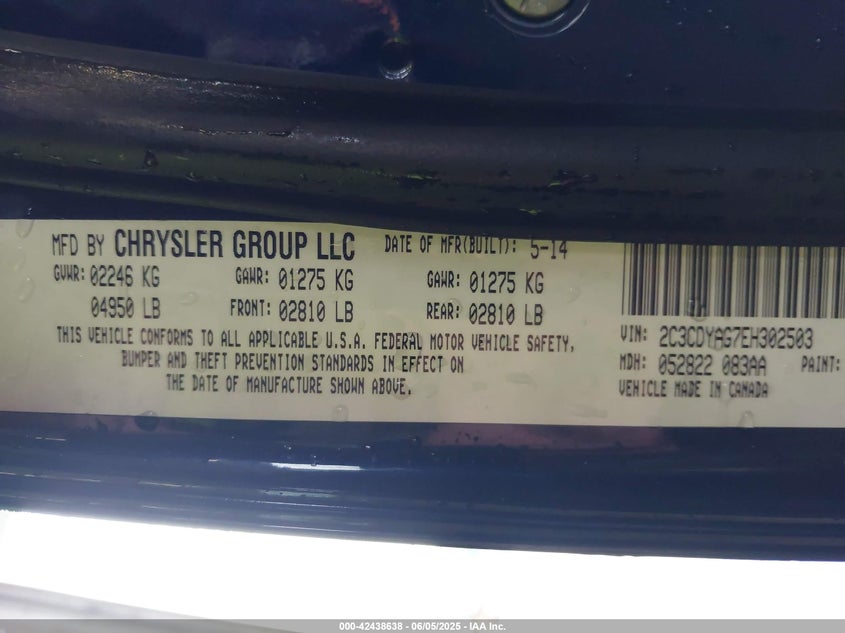 MFD BY CHRYSLER GROUP LLC DATE OF MFR(BUILT): 5-14
GVWR: 02246 KG GAWR: 01275 KG GAWR: 01275 KG
04950 LB FRONT: 02810 LB REAR: 02810 LB
THIS VEHICLE CONFORMS TO ALL APPLICABLE U.S.A. FEDERAL MOTOR VEHICLE SAFETY,
BUMPER AND THEFT PREVENTION STANDARDS IN EFFECT ON
THE DATE OF MANUFACTURE SHOWN ABOVE.
VIN: 2C3CDYAG7EH302503
MDH: 052822 083AA PAINT:
VEHICLE MADE IN CANADA
000-42438638 - 06/05/2025 - IAA Inc.